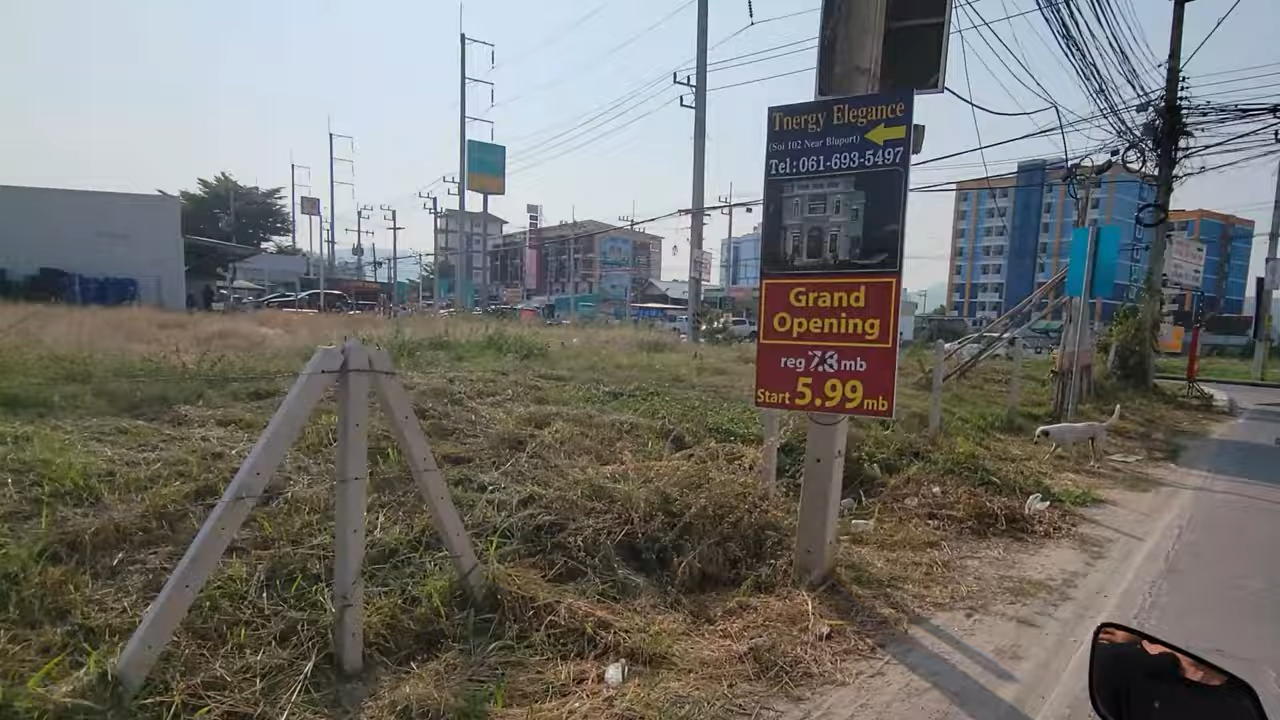 Tnergy Elegance
(Soi 102 Near Bluport)
Tel: 061-693-5497
Grand
Opening
reg 7.8 mb
Start 5.99 mb